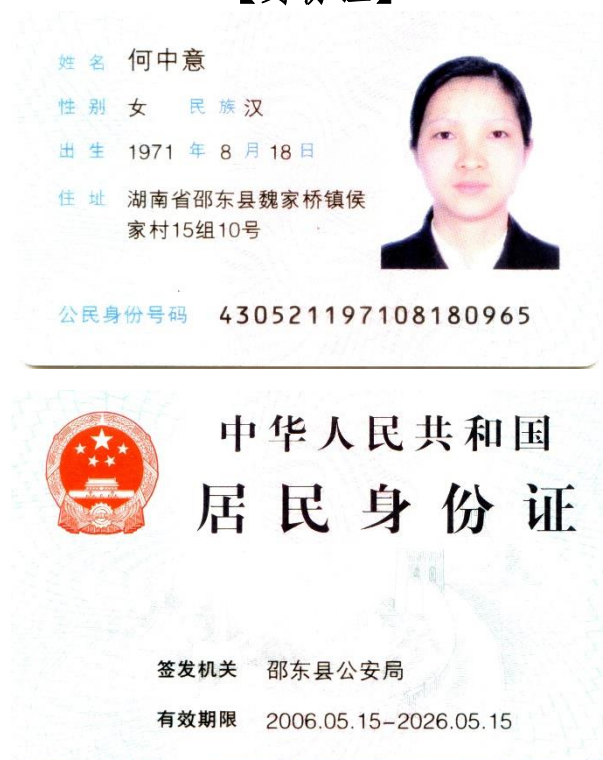 姓名 何中意
性别 女 民族 汉
出生 1971 年 8 月 18 日
住址 湖南省邵东县魏家桥镇侯
家村15组10号
公民身份号码 430521197108180965
中华人民共和国
居民身份证
签发机关 邵东县公安局
有效期限 2006.05.15-2026.05.15